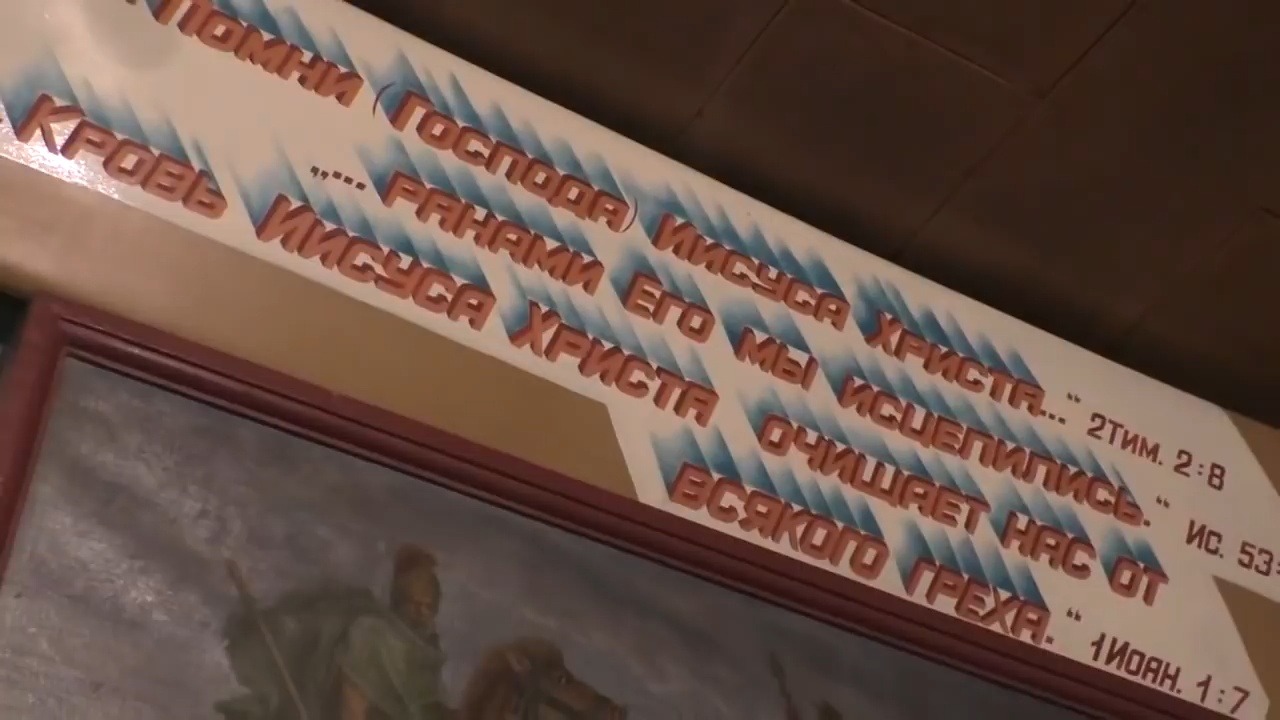 Помни (Господа) Иисуса Христа..." 2Тим. 2:8
"... ранами Его мы исцелились." Ис. 53:
Кровь Иисуса Христа очищает нас от
всякого греха." 1Иоан. 1:7